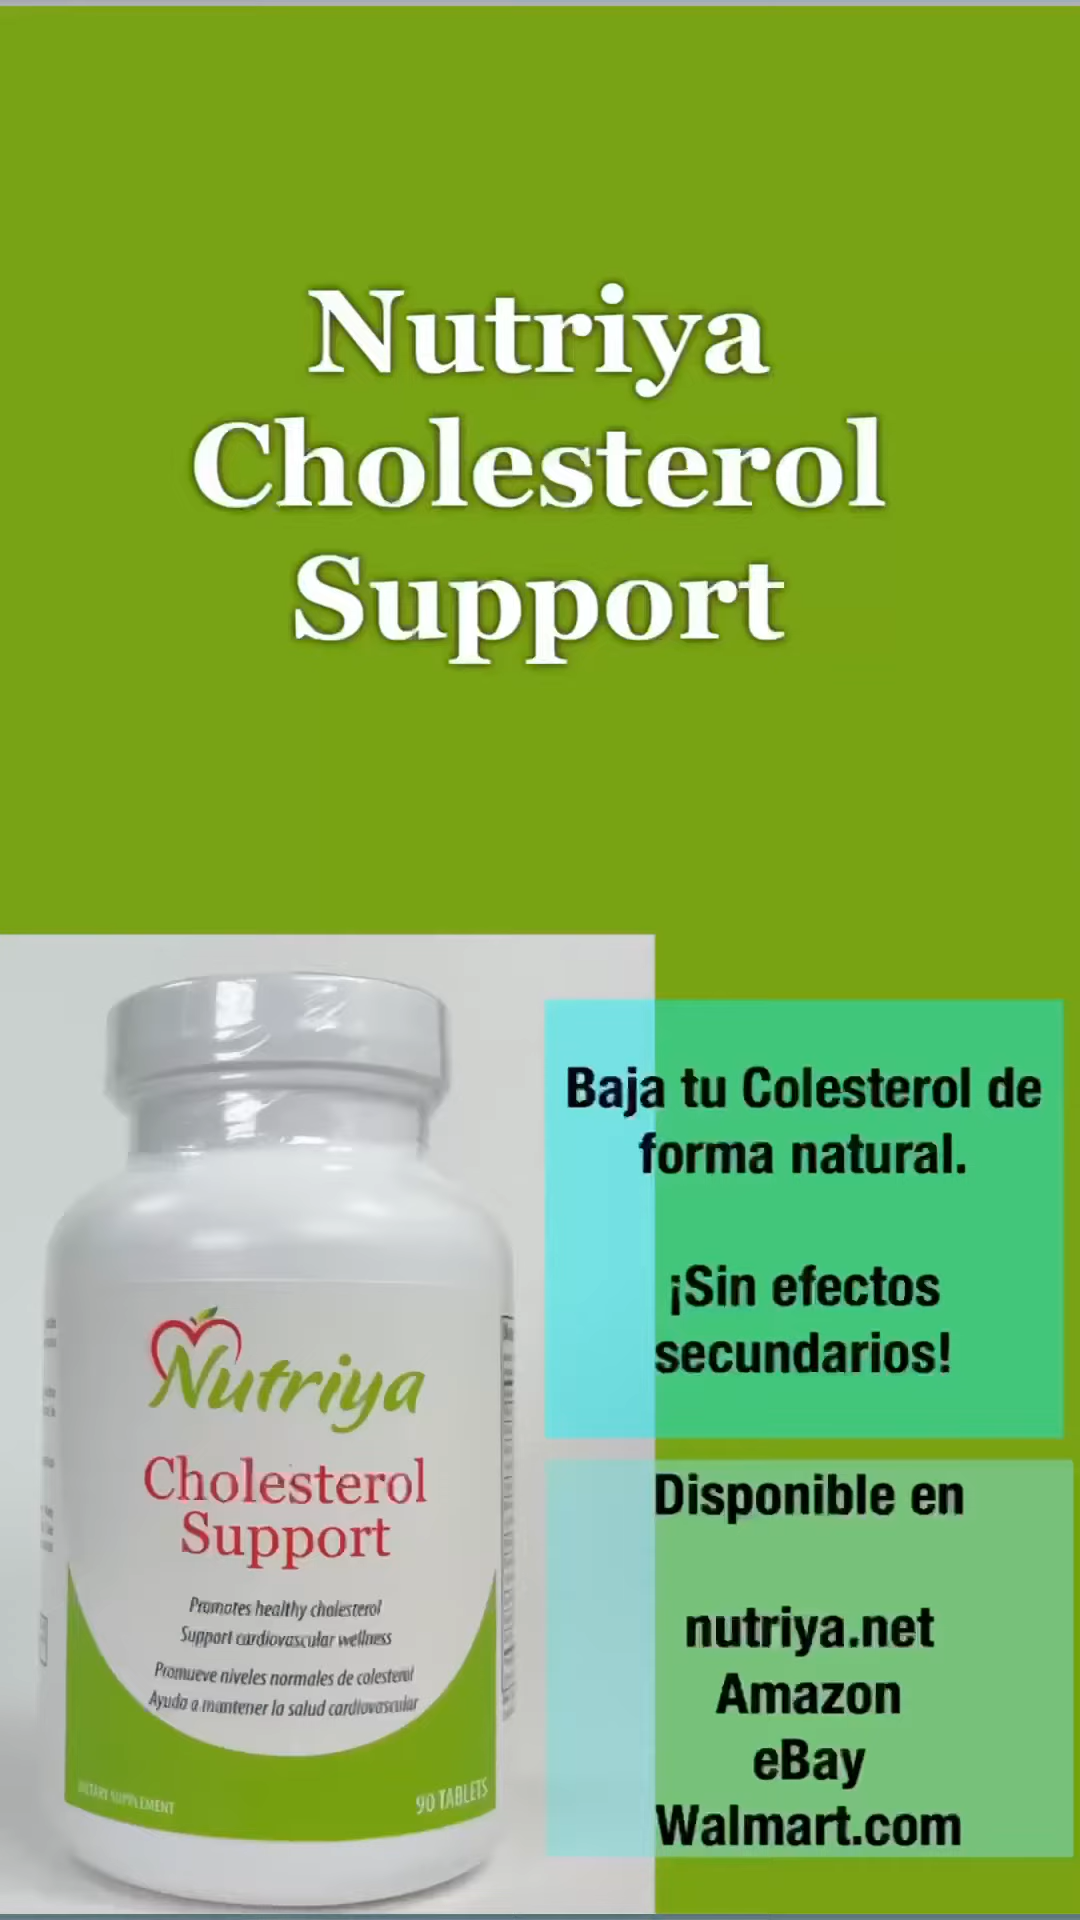 Nutriya
Cholesterol
Support
Baja tu Colesterol de
forma natural.
¡Sin efectos
secundarios!
Disponible en
nutriya.net
Amazon
eBay
Walmart.com
Nutriya
Cholesterol
Support
Promotes healthy cholesterol
Support cardiovascular wellness
Promueve niveles normales de colesterol
Ayuda a mantener la salud cardiovascular
DIETARY SUPPLEMENT
90 TABLETS